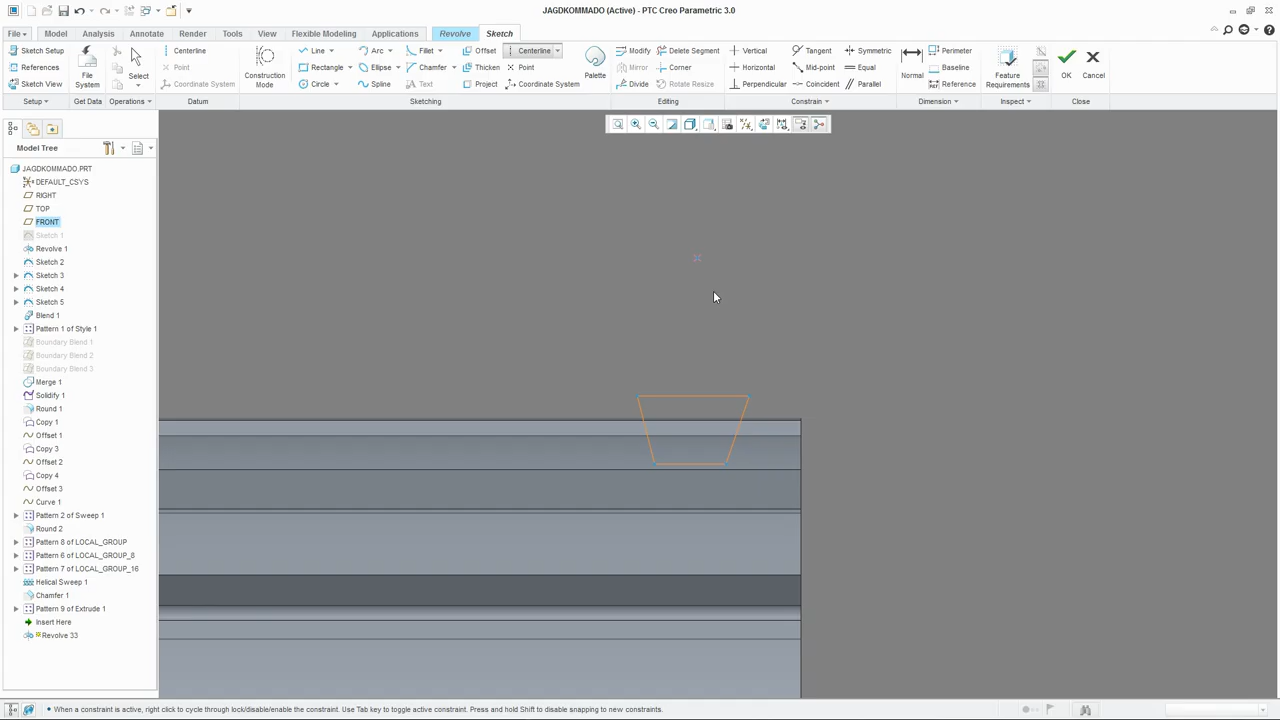 JAGDKOMMADO (Active) - PTC Creo Parametric 3.0
File Model Analysis Annotate Render Tools View Flexible Modeling Applications Revolve Sketch
Sketch Setup
References
Sketch View
Setup
File System
Get Data
Select
Operations
Centerline
Point
Coordinate System
Datum
Construction Mode
Line Arc Fillet Offset Centerline
Rectangle Ellipse Chamfer Thicken Point
Circle Spline Text Project Coordinate System
Sketching
Palette
Modify Delete Segment
Mirror Corner
Divide Rotate Resize
Editing
Vertical Tangent Symmetric
Horizontal Mid-point Equal
Perpendicular Coincident Parallel
Constrain
Normal
Perimeter
Baseline
Reference
Dimension
Feature Requirements
Inspect
OK Cancel
Close
Model Tree
JAGDKOMMADO.PRT
DEFAULT_CSYS
RIGHT
TOP
FRONT
Sketch 1
Revolve 1
Sketch 2
Sketch 3
Sketch 4
Sketch 5
Blend 1
Pattern 1 of Style 1
Boundary Blend 1
Boundary Blend 2
Boundary Blend 3
Merge 1
Solidify 1
Round 1
Copy 1
Offset 1
Copy 3
Offset 2
Copy 4
Offset 3
Curve 1
Pattern 2 of Sweep 1
Round 2
Pattern 8 of LOCAL_GROUP
Pattern 6 of LOCAL_GROUP_8
Pattern 7 of LOCAL_GROUP_16
Helical Sweep 1
Chamfer 1
Pattern 9 of Extrude 1
Insert Here
Revolve 33
• When a constraint is active, right click to cycle through lock/disable/enable the constraint. Use Tab key to toggle active constraint. Press and hold Shift to disable snapping to new constraints.